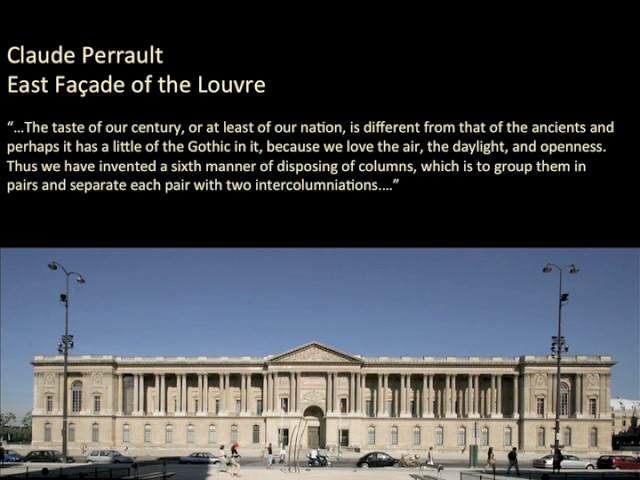 Claude Perrault
East Façade of the Louvre
“…The taste of our century, or at least of our nation, is different from that of the ancients and
perhaps it has a little of the Gothic in it, because we love the air, the daylight, and openness.
Thus we have invented a sixth manner of disposing of columns, which is to group them in
pairs and separate each pair with two intercolumniations.…”